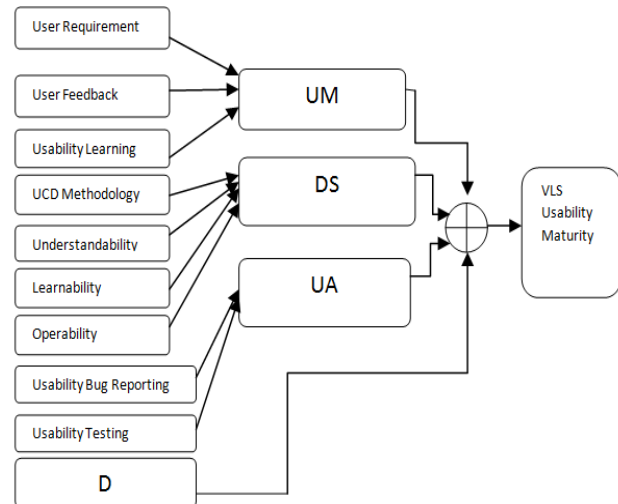 User Requirement
User Feedback
Usability Learning
UCD Methodology
Understandability
Learnability
Operability
Usability Bug Reporting
Usability Testing
D
UM
DS
UA
VLS
Usability
Maturity